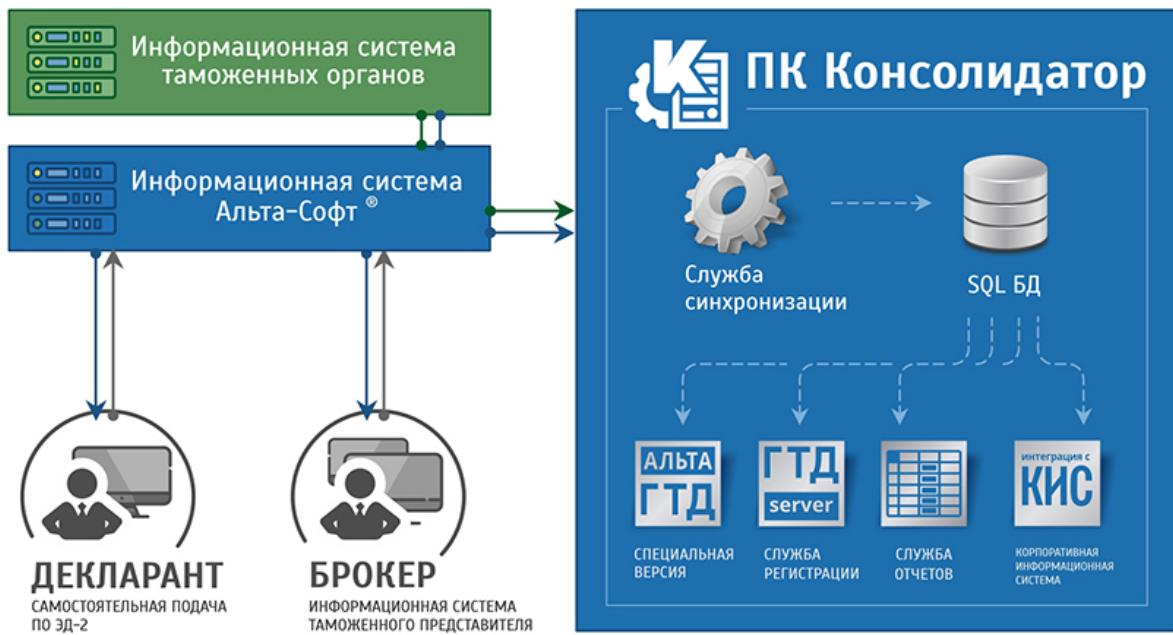 Информационная система
таможенных органов
Информационная система
Альта-Софт ®
ДЕКЛАРАНТ
САМОСТОЯТЕЛЬНАЯ ПОДАЧА
ПО ЭД-2
БРОКЕР
ИНФОРМАЦИОННАЯ СИСТЕМА
ТАМОЖЕННОГО ПРЕДСТАВИТЕЛЯ
К
ПК Консолидатор
Служба
синхронизации
SQL БД
АЛЬТА
ГТД
СПЕЦИАЛЬНАЯ
ВЕРСИЯ
ГТД
server
СЛУЖБА
РЕГИСТРАЦИИ
СЛУЖБА
ОТЧЕТОВ
интеграция с
КИС
КОРПОРАТИВНАЯ
ИНФОРМАЦИОННАЯ
СИСТЕМА